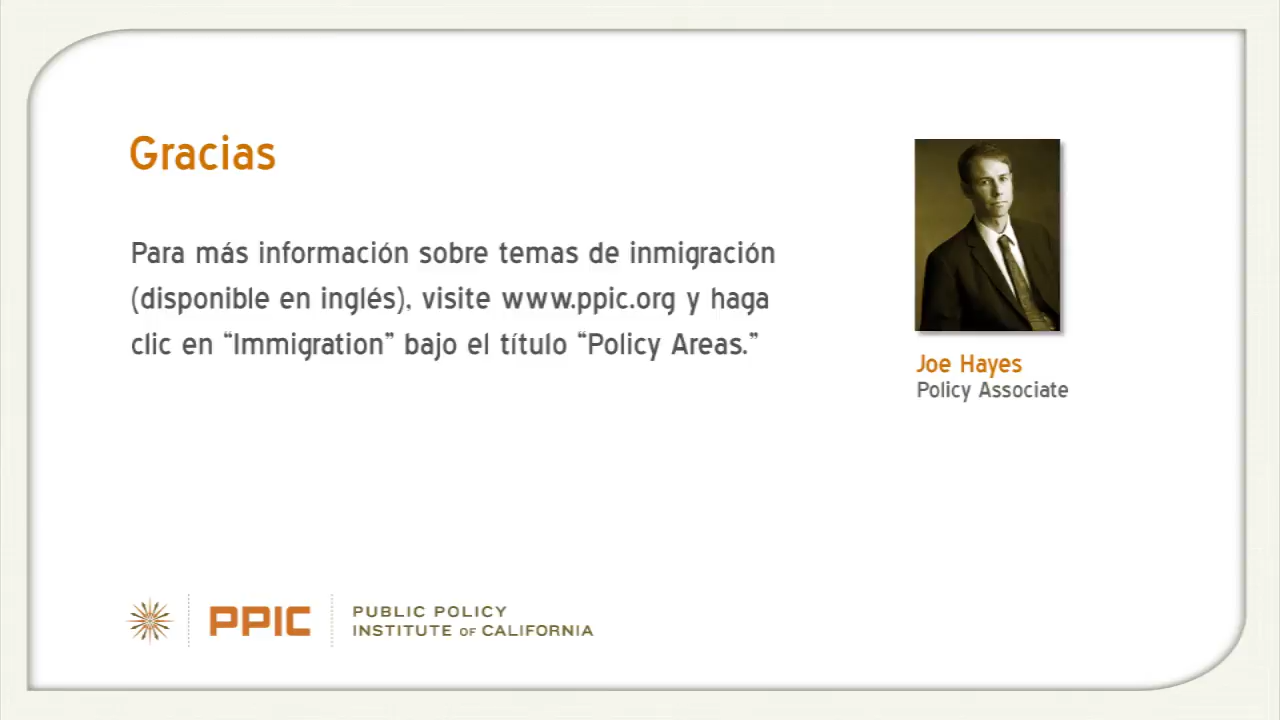 Gracias
Para más información sobre temas de inmigración
(disponible en inglés), visite www.ppic.org y haga
clic en “Immigration” bajo el título “Policy Areas.”
Joe Hayes
Policy Associate
PPIC
PUBLIC POLICY
INSTITUTE OF CALIFORNIA